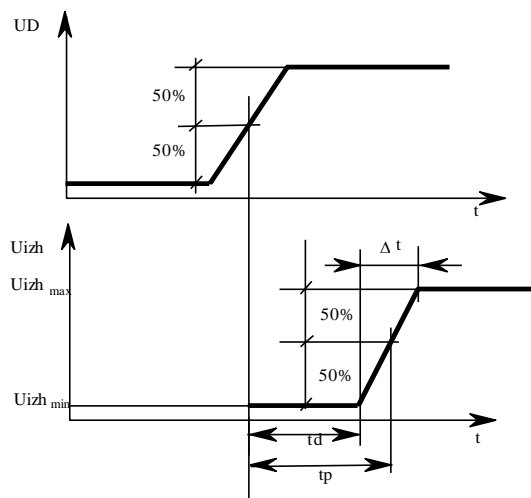 UD
50%
50%
t
Uizh
Δ t
Uizh max
50%
50%
Uizh min
td
t
tp